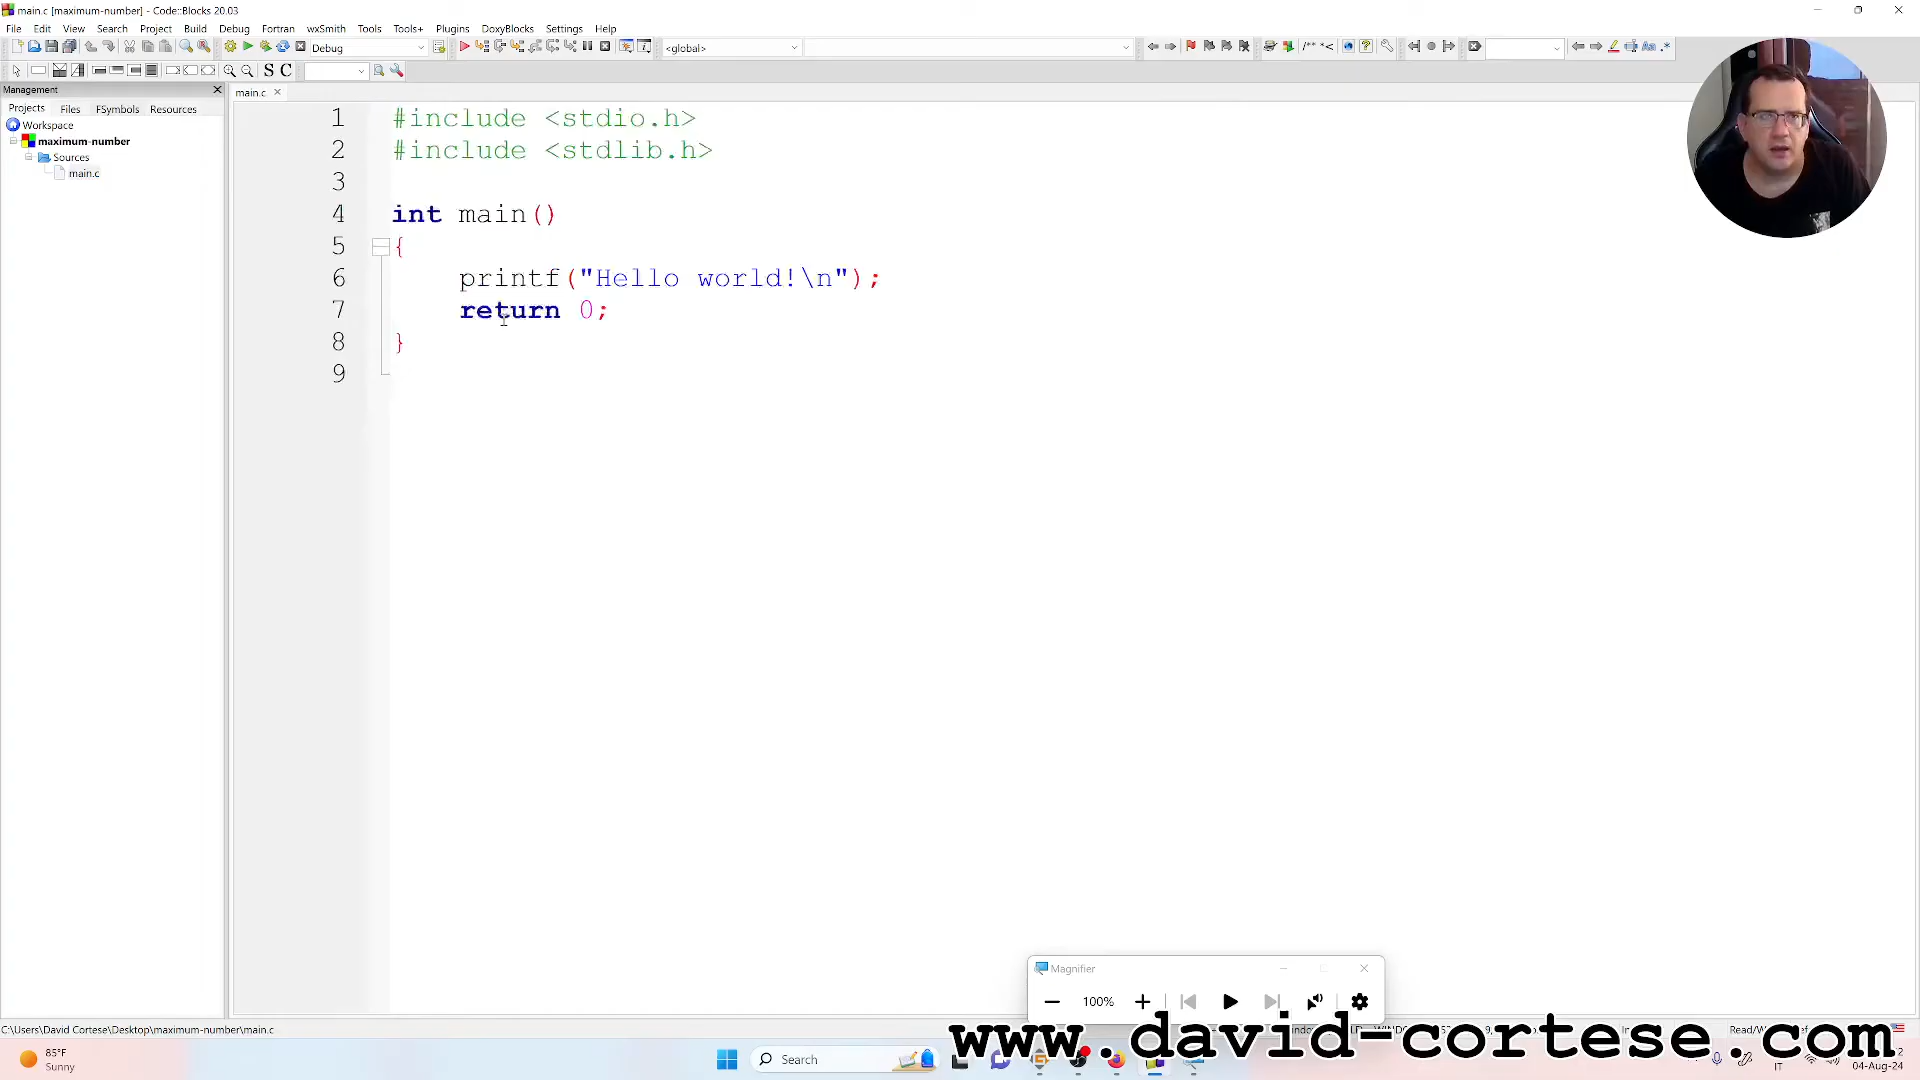 main.c [maximum-number] - Code::Blocks 20.03
File Edit View Search Project Build Debug Fortran wxSmith Tools Tools+ Plugins DoxyBlocks Settings Help
Debug
<global>
/** *<
Aa .*
S C
Management
main.c
Projects Files FSymbols Resources
Workspace
maximum-number
Sources
main.c
1 #include <stdio.h>
2 #include <stdlib.h>
3
4 int main()
5 {
6 printf("Hello world!\n");
7 return 0;
8 }
9
Magnifier
100%
C:\Users\David Cortese\Desktop\maximum-number\main.c
www.david-cortese.com
85°F
Sunny
Search
IT
04-Aug-24